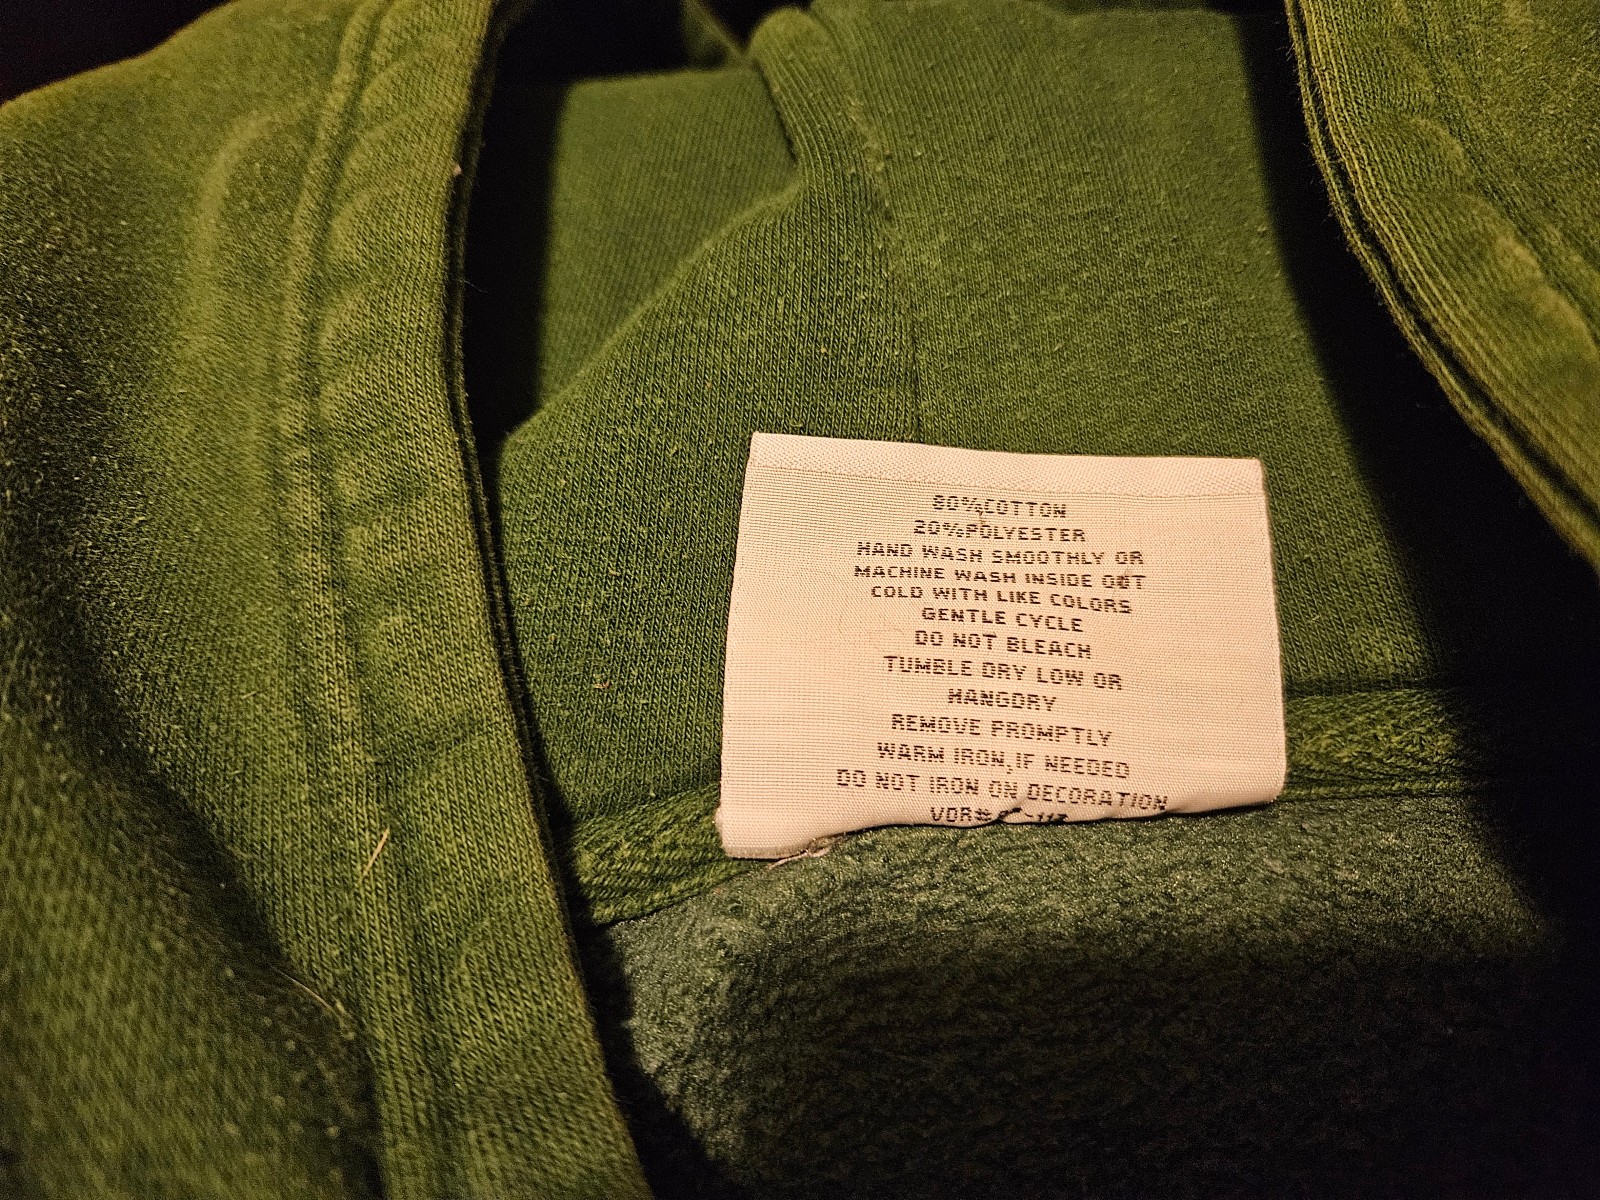 80%COTTON
20%POLYESTER
HAND WASH SMOOTHLY OR
MACHINE WASH INSIDE OUT
COLD WITH LIKE COLORS
GENTLE CYCLE
DO NOT BLEACH
TUMBLE DRY LOW OR
HANGDRY
REMOVE PROMPTLY
WARM IRON,IF NEEDED
DO NOT IRON ON DECORATION
VDR#